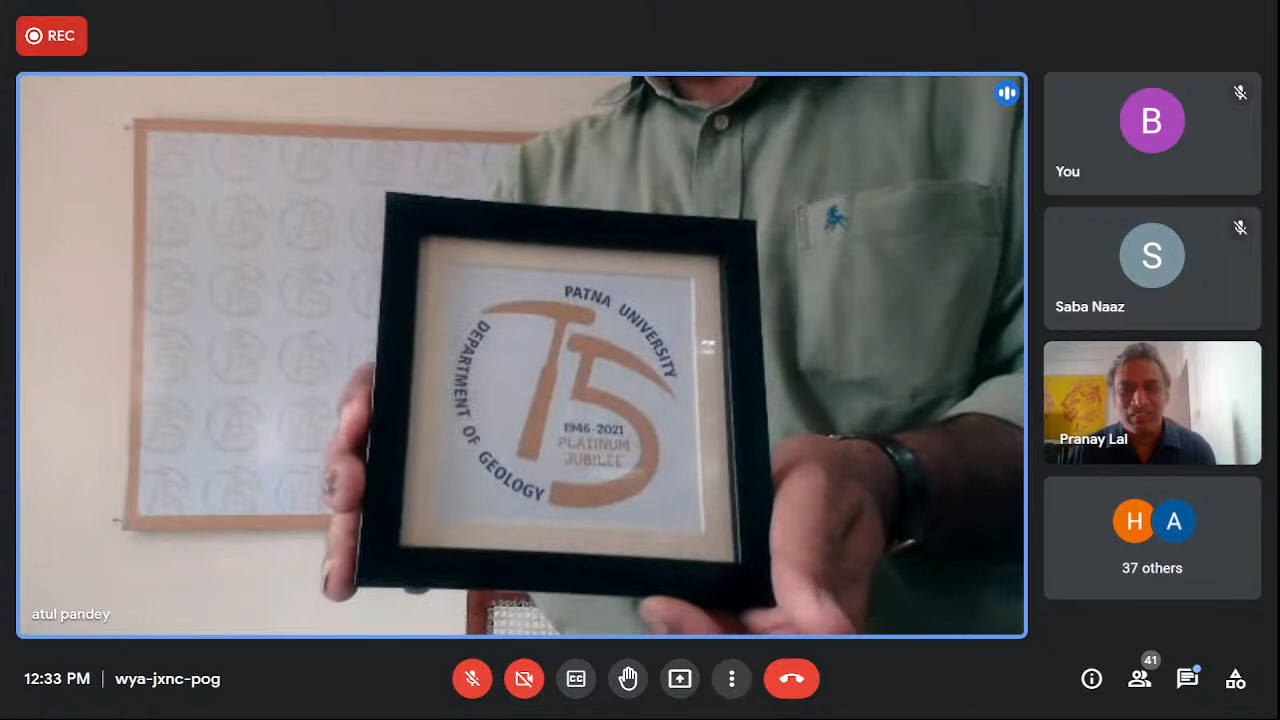 REC
PATNA UNIVERSITY
DEPARTMENT OF GEOLOGY
75
1946-2021
PLATINUM
JUBILEE
atul pandey
B
You
S
Saba Naaz
Pranay Lal
H A
37 others
12:33 PM | wya-jxnc-pog
CC
41